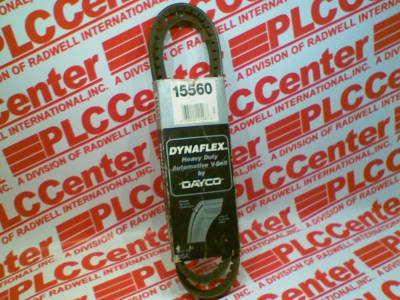 15560
DYNAFLEX
Heavy Duty
Automotive V-Belt
by
DAYCO
PLCCenter
A DIVISION OF RADWELL INTERNATIONAL, INC.